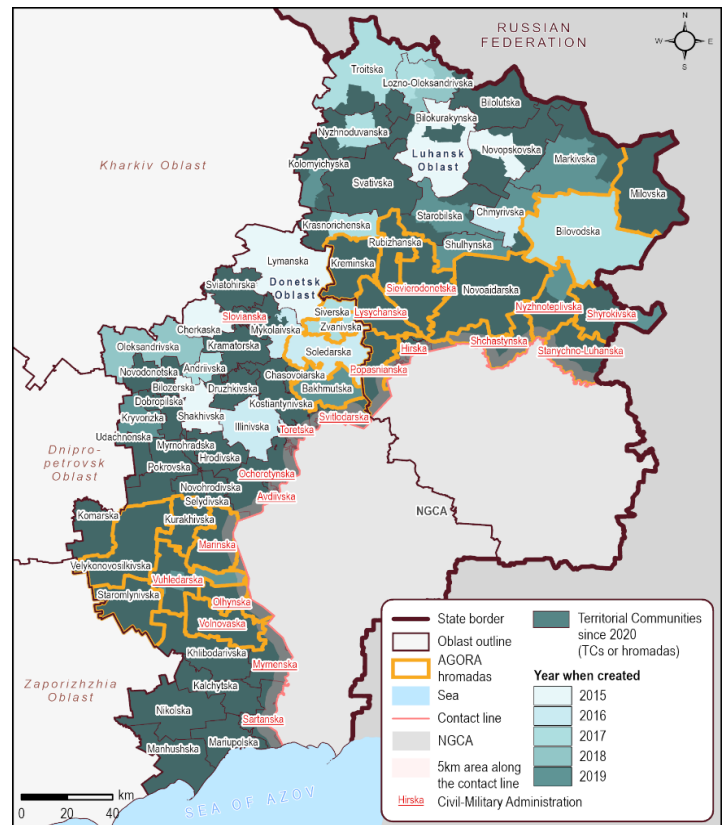 RUSSIAN
FEDERATION
N
W
E
S
Troitska
Lozno-Oleksandrivska
Bilolutska
Bilokurakynska
Nyzhnoduvanska
Novopskovska
Kharkiv Oblast
Luhansk
Oblast
Kolomyichyska
Markivska
Svativska
Milovska
Starobilska
Chmyrivska
Krasnorichenska
Bilovodska
Rubizhanska
Shulhynska
Lymanska
Kreminska
Donetsk
Oblast
Sviatohirska
Sievierodonetska
Novoaidarska
Siverska
Lysychanska
Nyzhnoteplivska
Shyrokivska
Slovianska
Zvanivska
Cherkaska
Mykolaivska
Shchastynska
Oleksandrivska
Kramatorska
Soledarska
Hirska
Stanychno-Luhanska
Andriivska
Novodonetska
Chasovoiarska
Popasnianska
Bilozerska
Druzhkivska
Bakhmutska
Dobropilska
Kostiantynivska
Kryvorizka
Shakhivska
Svitlodarska
Illinivska
Toretska
Udachnenska
Myrnohradska
Dnipro-
petrovsk
Oblast
Hrodivska
Pokrovska
Ocheretynska
Novohrodivska
Avdiivska
Selydivska
NGCA
Komarska
Kurakhivska
Marinska
Velykonovosilkivska
Vuhledarska
Staromlynivska
Olhynska
Volnovaska
Khlibodarivska
Myrnenska
Zaporizhzhia
Oblast
Kalchytska
Nikolska
Sartanska
Manhushska
Mariupolska
km
0 20 40
SEA OF AZOV
State border
Oblast outline
AGORA
hromadas
Sea
Contact line
NGCA
5km area along
the contact line
Hirska
Civil-Military Administration
Territorial Communities
since 2020
(TCs or hromadas)
Year when created
2015
2016
2017
2018
2019